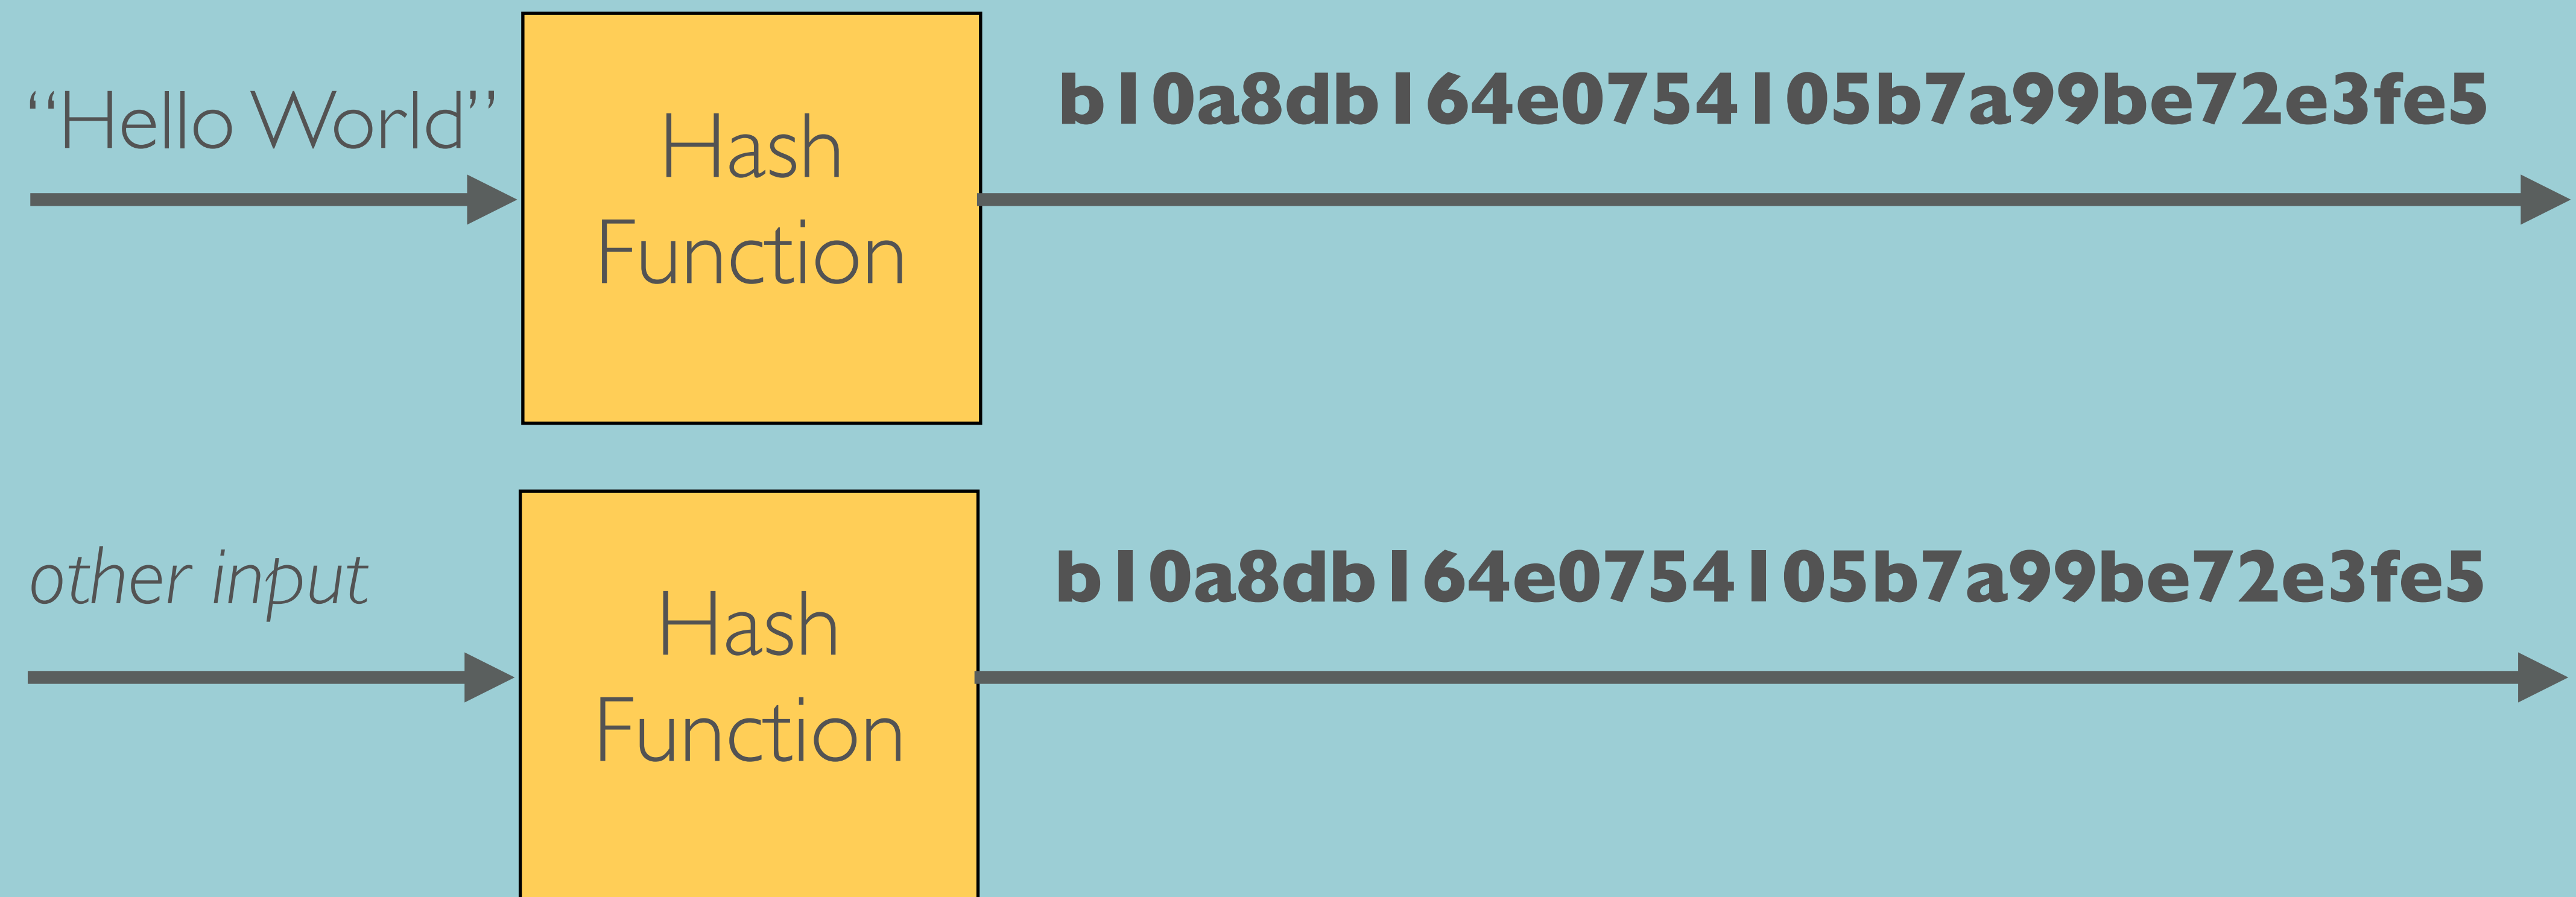 “Hello World”
Hash
Function
b10a8db164e0754105b7a99be72e3fe5
other input
Hash
Function
b10a8db164e0754105b7a99be72e3fe5